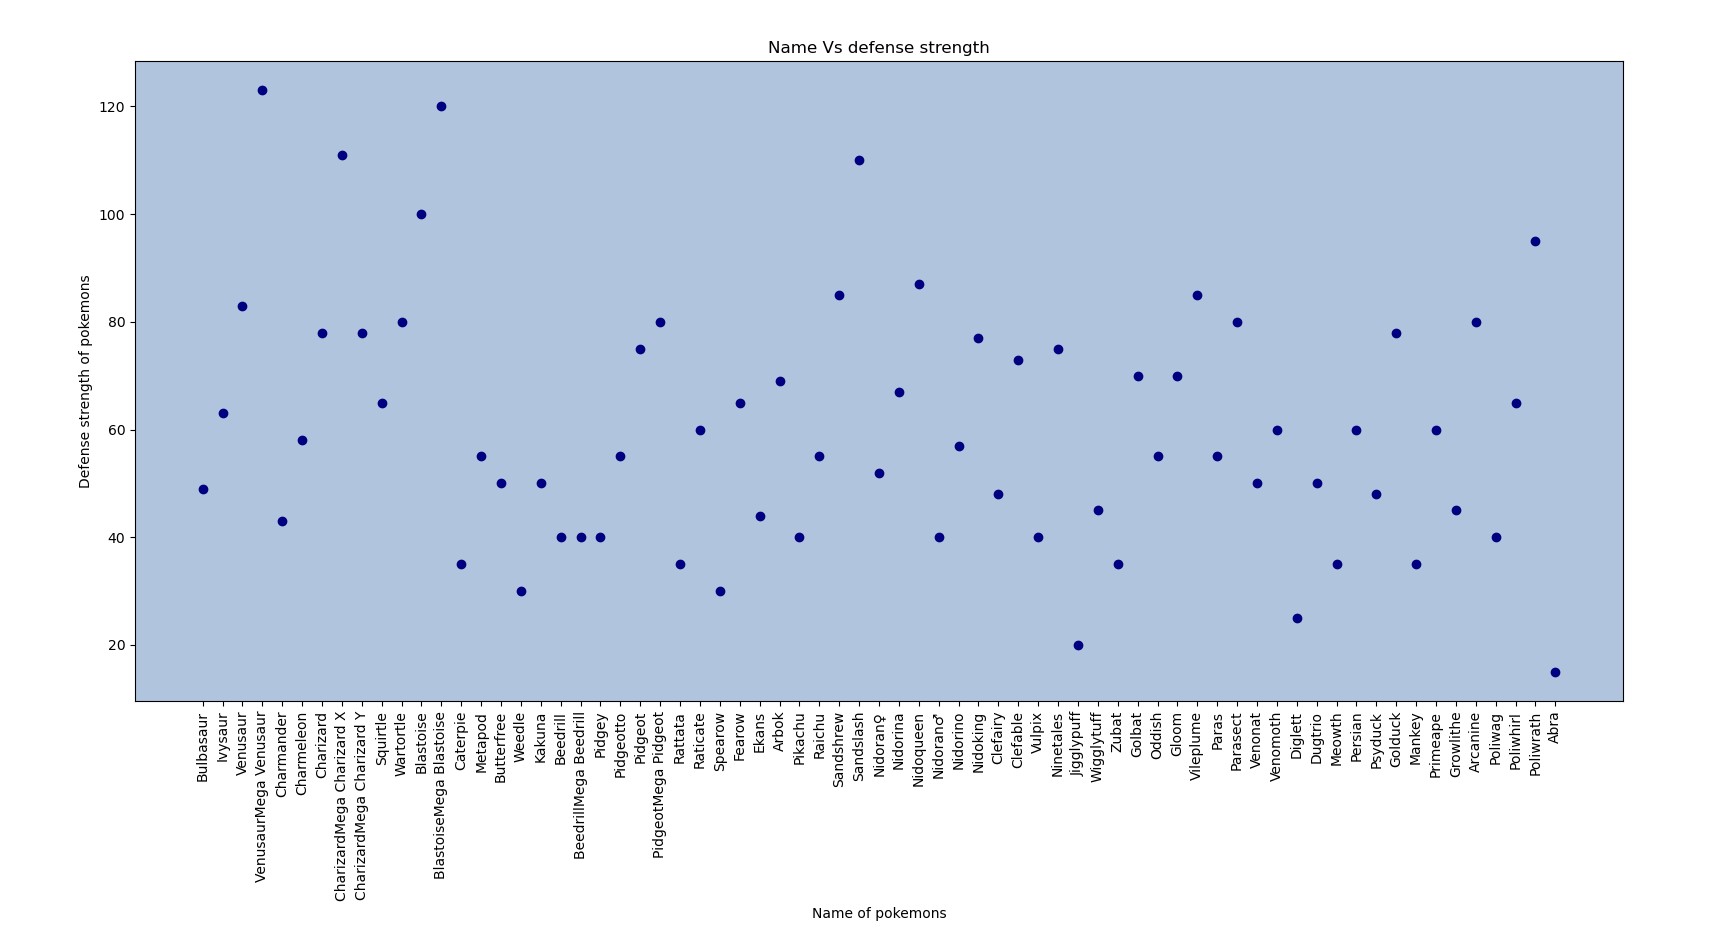 Name Vs defense strength
Defense strength of pokemons
120
100
80
60
40
20
Bulbasaur
Ivysaur
Venusaur
VenusaurMega Venusaur
Charmander
Charmeleon
Charizard
CharizardMega Charizard X
CharizardMega Charizard Y
Squirtle
Wartortle
Blastoise
BlastoiseMega Blastoise
Caterpie
Metapod
Butterfree
Weedle
Kakuna
Beedrill
BeedrillMega Beedrill
Pidgey
Pidgeotto
Pidgeot
PidgeotMega Pidgeot
Rattata
Raticate
Spearow
Fearow
Ekans
Arbok
Pikachu
Raichu
Sandshrew
Sandslash
Nidoran♀
Nidorina
Nidoqueen
Nidoran♂
Nidorino
Nidoking
Clefairy
Clefable
Vulpix
Ninetales
Jigglypuff
Wigglytuff
Zubat
Golbat
Oddish
Gloom
Vileplume
Paras
Parasect
Venonat
Venomoth
Diglett
Dugtrio
Meowth
Persian
Psyduck
Golduck
Mankey
Primeape
Growlithe
Arcanine
Poliwag
Poliwhirl
Poliwrath
Abra
Name of pokemons